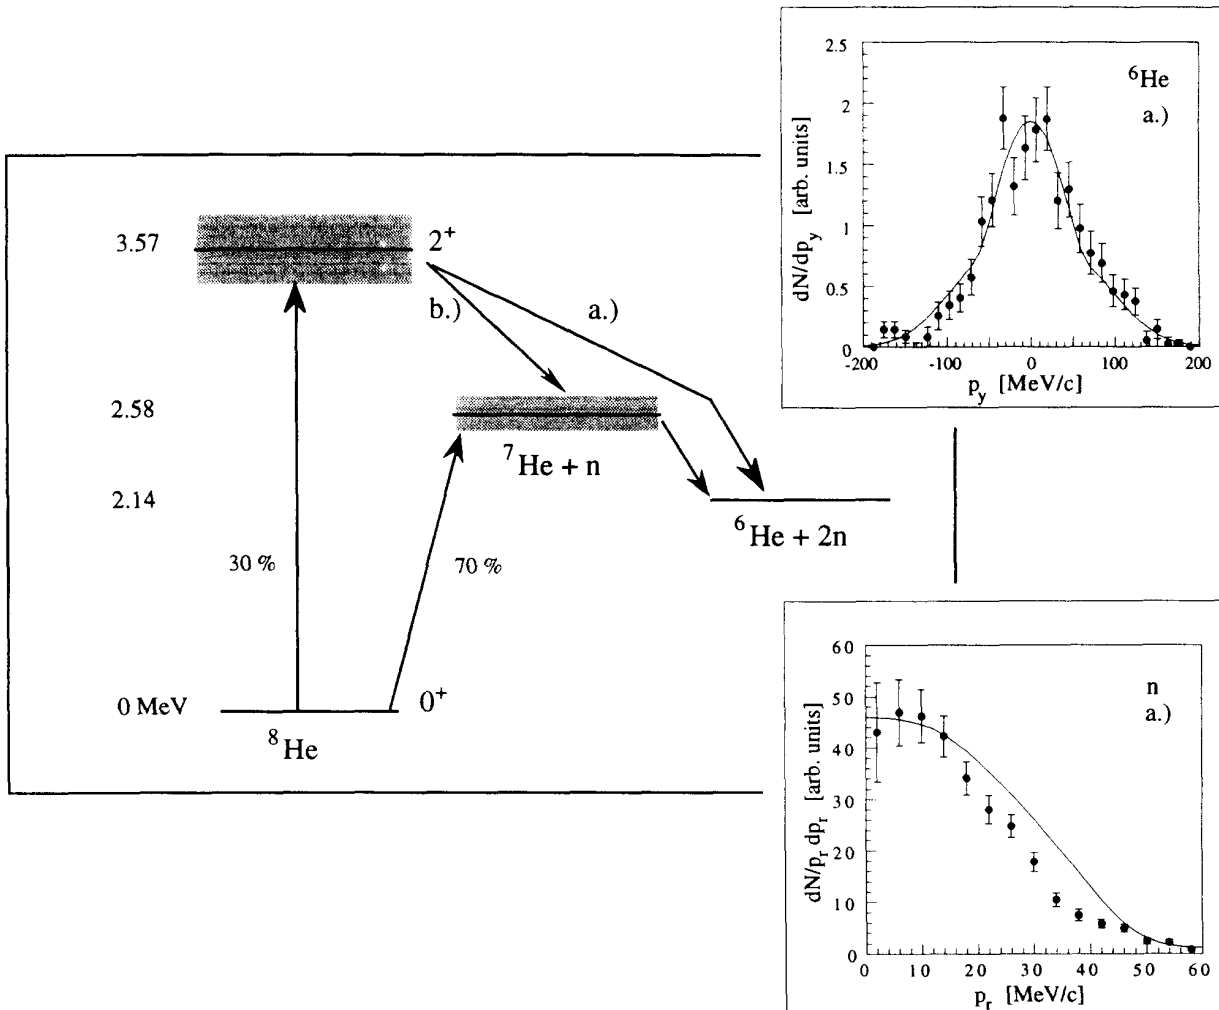 3.57
2⁺
b.)
a.)
2.58
⁷He + n
2.14
⁶He + 2n
30 %
70 %
0 MeV
0⁺
⁸He
2.5
2
1.5
1
0.5
0
dN/dp_y [arb. units]
⁶He
a.)
-200
-100
0
100
200
p_y [MeV/c]
60
50
40
30
20
10
0
dN/p_r dp_r [arb. units]
n
a.)
0
10
20
30
40
50
60
p_r [MeV/c]